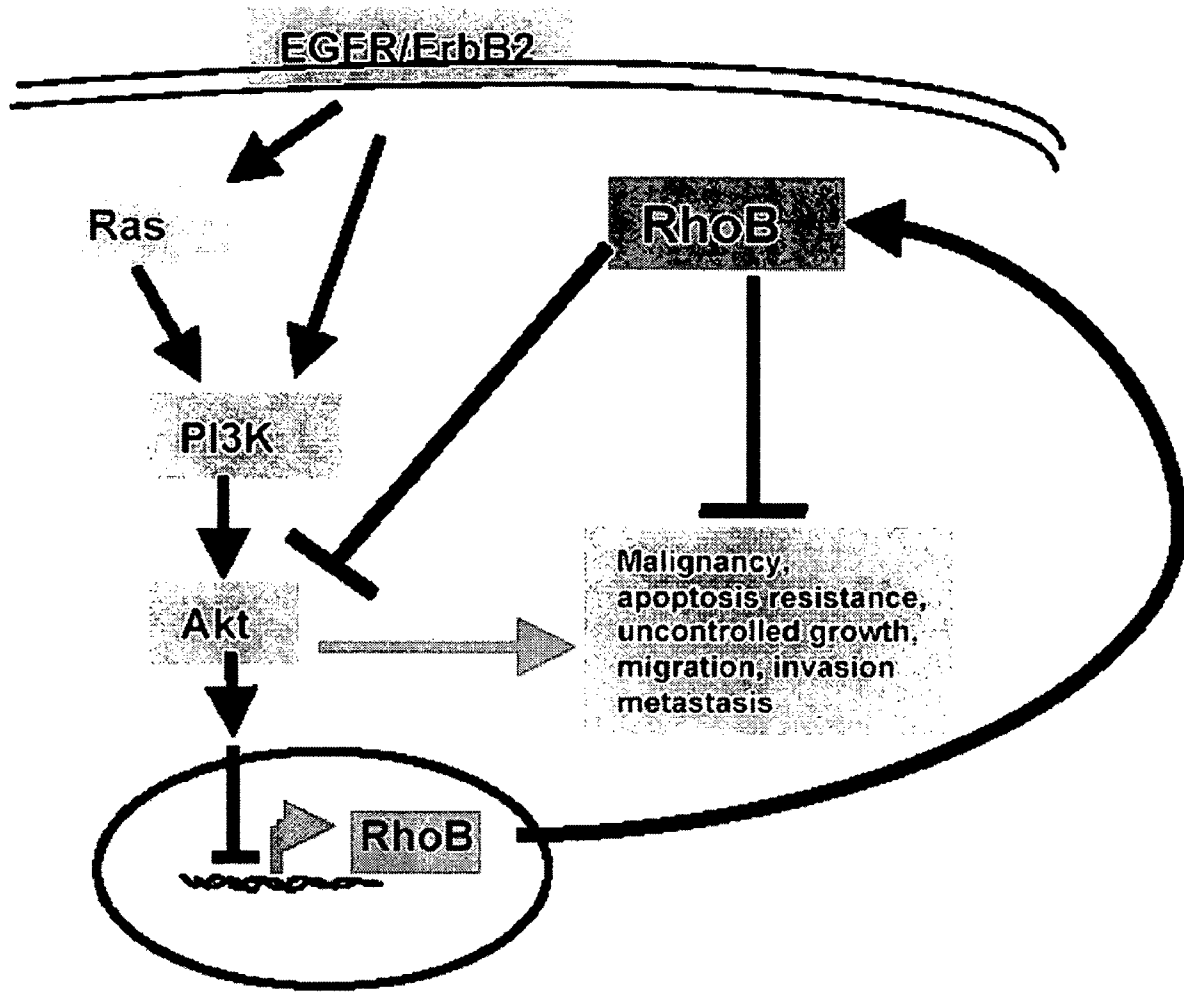 EGFR/ErbB2
Ras
RhoB
PI3K
Akt
Malignancy,
apoptosis resistance,
uncontrolled growth,
migration, invasion
metastasis
RhoB